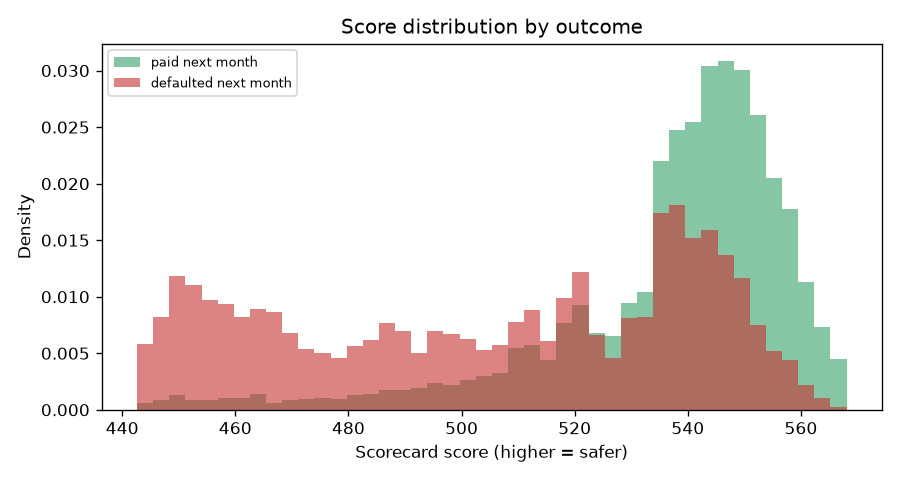 Score distribution by outcome
paid next month
defaulted next month
0.030
0.025
0.020
0.015
0.010
0.005
0.000
Density
440 460 480 500 520 540 560
Scorecard score (higher = safer)